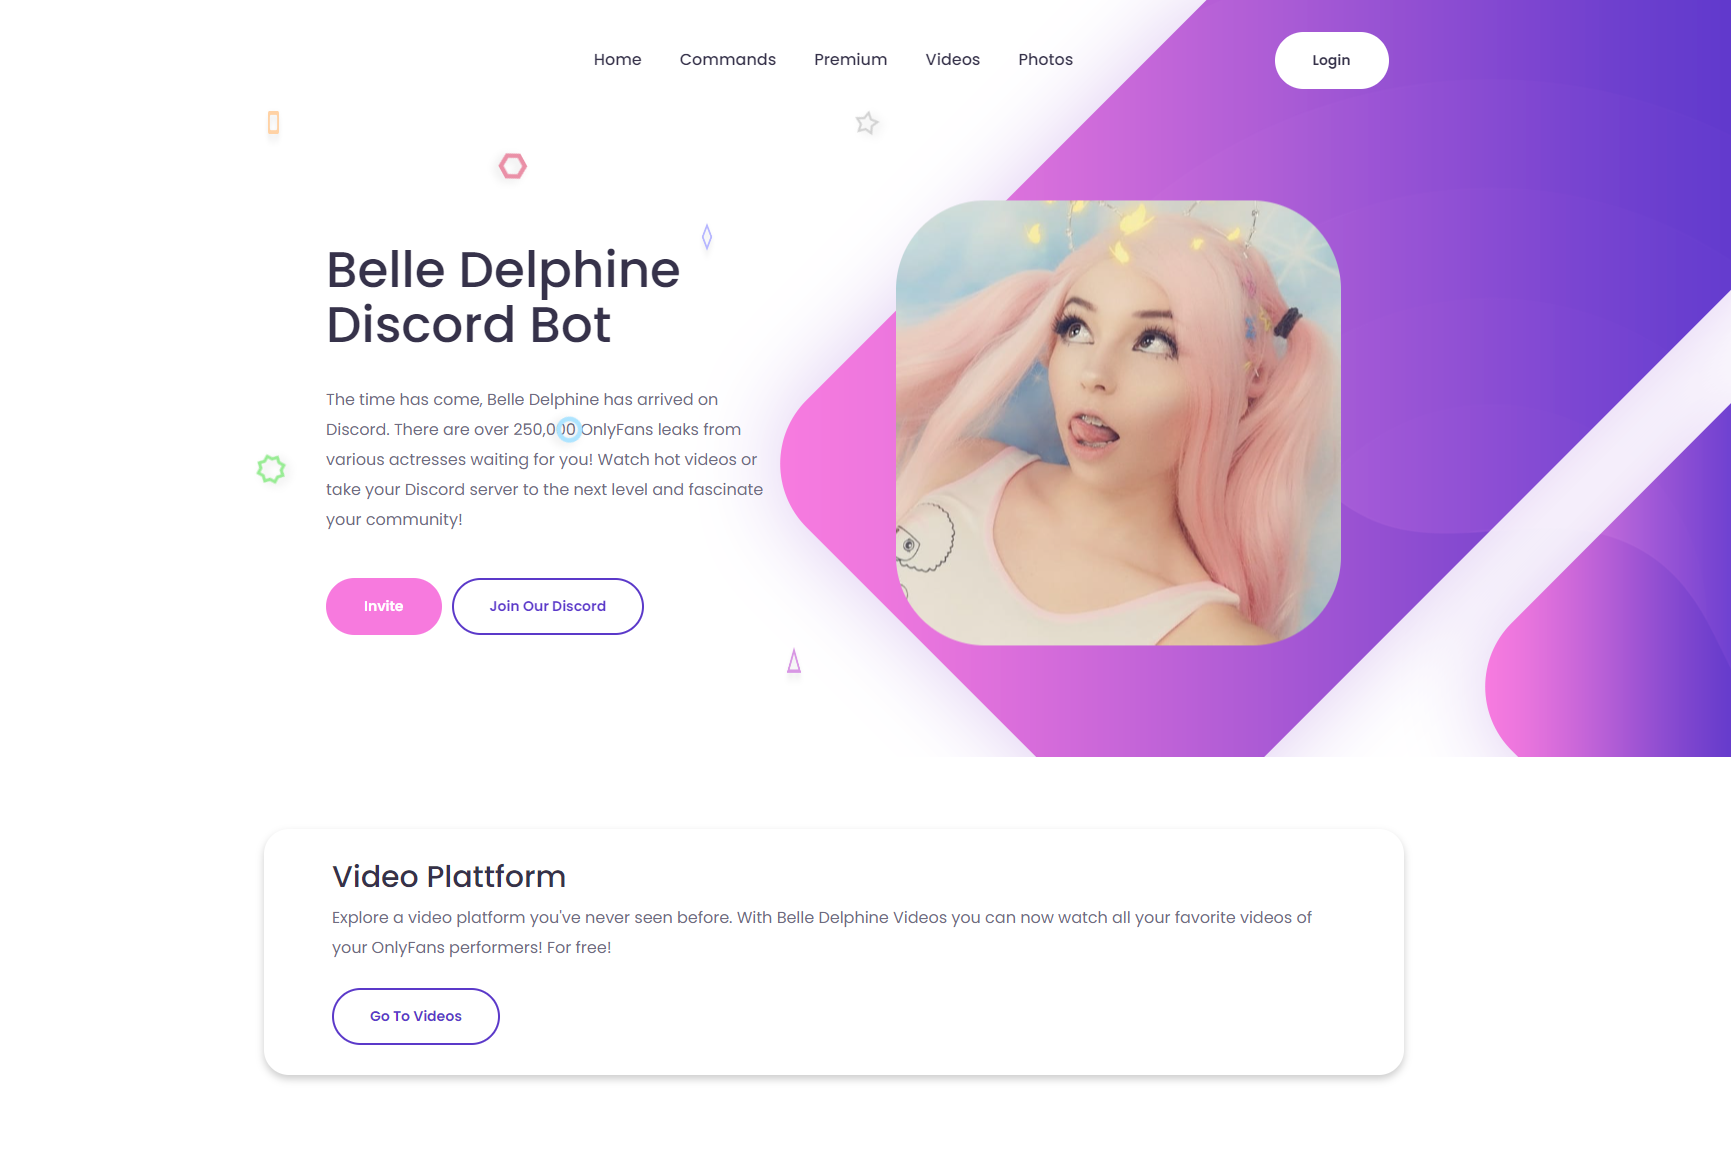 Home
Commands
Premium
Videos
Photos
Login
Belle Delphine
Discord Bot
The time has come, Belle Delphine has arrived on
Discord. There are over 250,000 OnlyFans leaks from
various actresses waiting for you! Watch hot videos or
take your Discord server to the next level and fascinate
your community!
Invite
Join Our Discord
Video Plattform
Explore a video platform you've never seen before. With Belle Delphine Videos you can now watch all your favorite videos of
your OnlyFans performers! For free!
Go To Videos